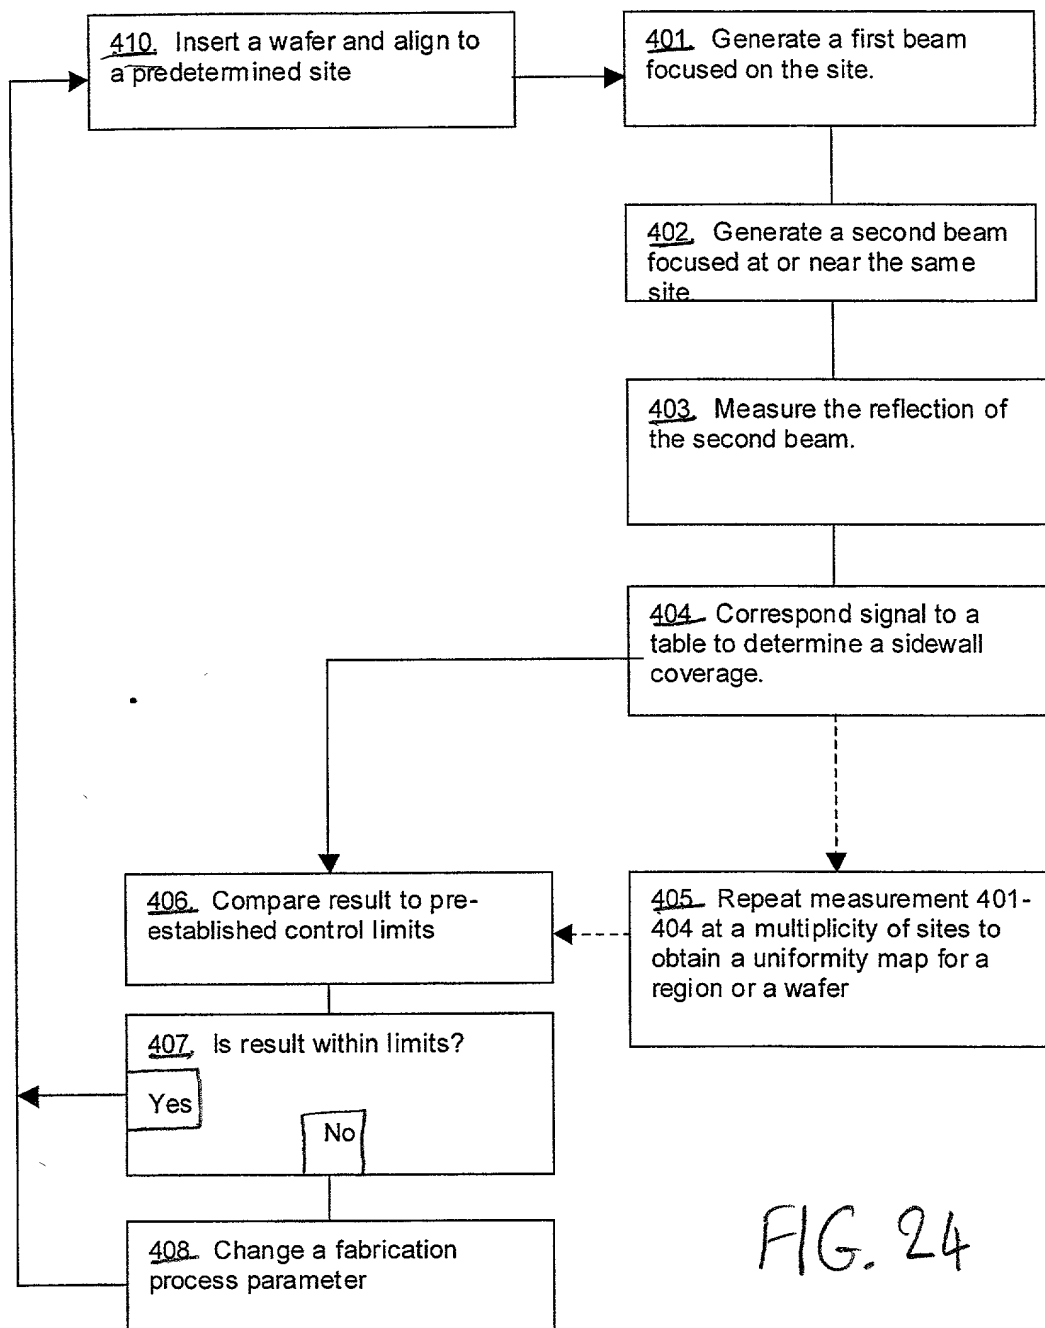 410. Insert a wafer and align to
a predetermined site
401. Generate a first beam
focused on the site.
402. Generate a second beam
focused at or near the same
site.
403. Measure the reflection of
the second beam.
404. Correspond signal to a
table to determine a sidewall
coverage.
405. Repeat measurement 401-
404 at a multiplicity of sites to
obtain a uniformity map for a
region or a wafer
406. Compare result to pre-
established control limits
407. Is result within limits?
Yes
No
408. Change a fabrication
process parameter
FIG. 24